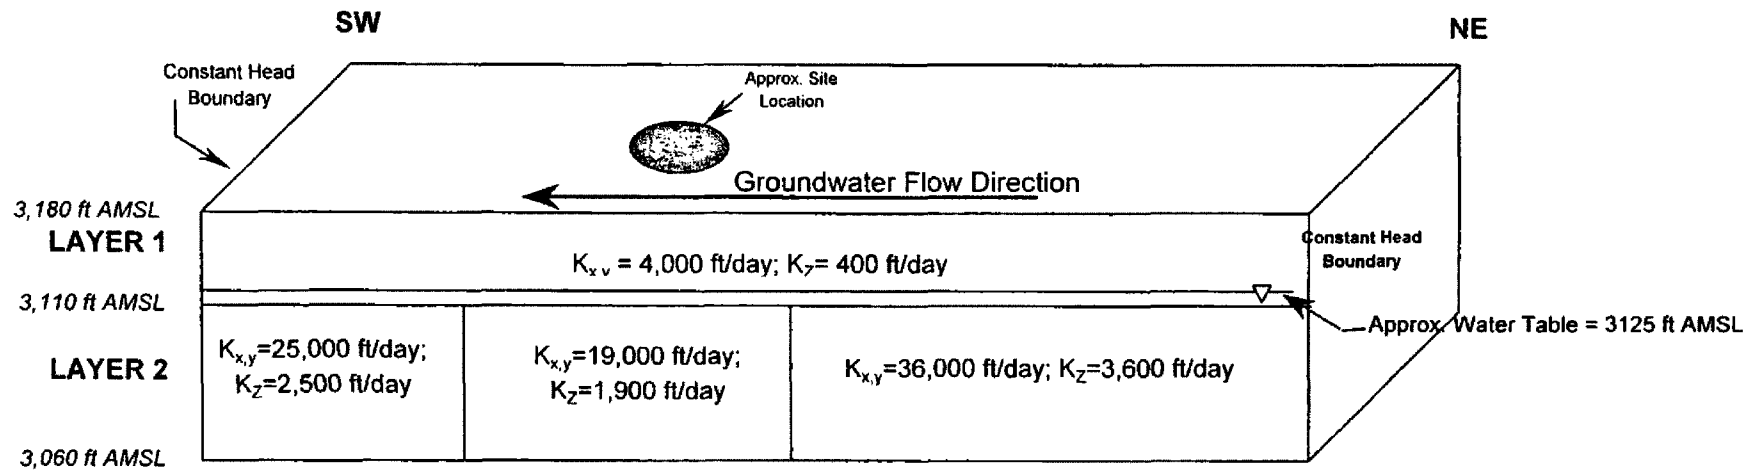 SW
NE
Constant Head
Boundary
Approx. Site
Location
Groundwater Flow Direction
3,180 ft AMSL
LAYER 1
Constant Head
Boundary
Kx,y = 4,000 ft/day; KZ= 400 ft/day
3,110 ft AMSL
Approx. Water Table = 3125 ft AMSL
LAYER 2
Kx,y=25,000 ft/day;
KZ=2,500 ft/day
Kx,y=19,000 ft/day;
KZ=1,900 ft/day
Kx,y=36,000 ft/day; KZ=3,600 ft/day
3,060 ft AMSL